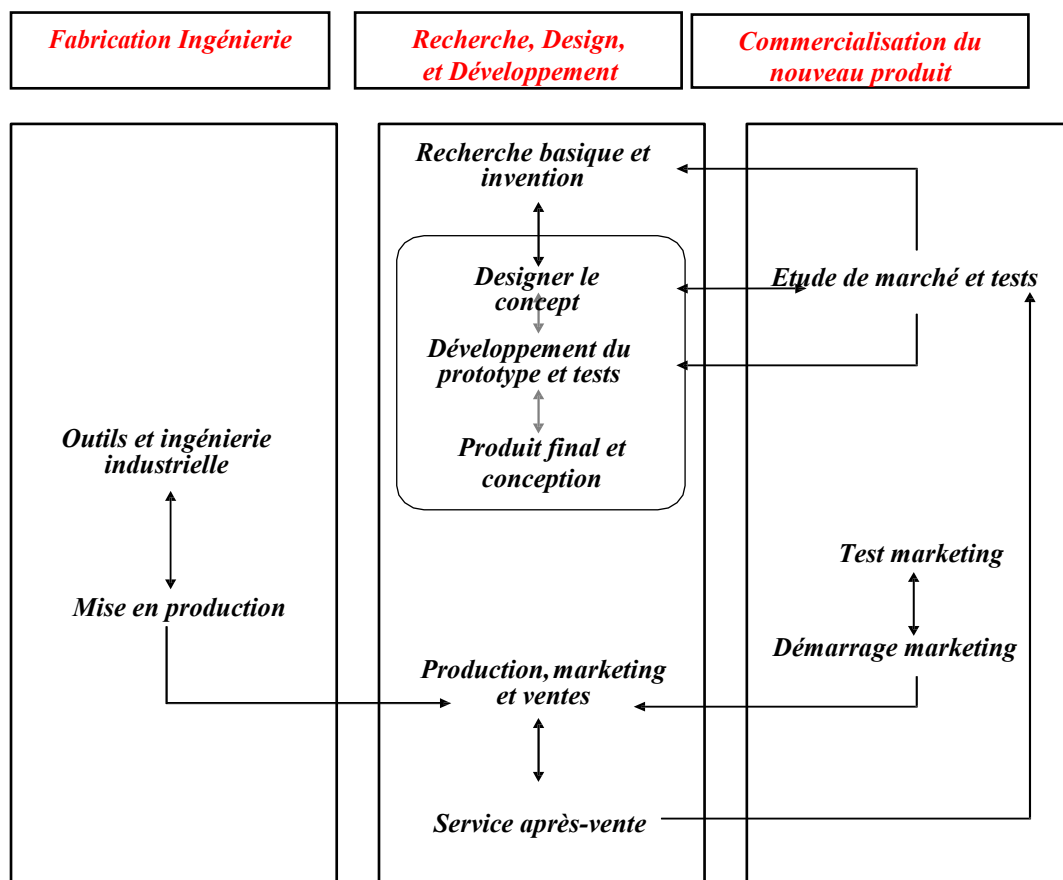 Fabrication Ingénierie
Recherche, Design,
et Développement
Commercialisation du
nouveau produit
Recherche basique et
invention
Designer le
concept
Etude de marché et tests
Développement du
prototype et tests
Outils et ingénierie
industrielle
Produit final et
conception
Test marketing
Mise en production
Démarrage marketing
Production, marketing
et ventes
Service après-vente